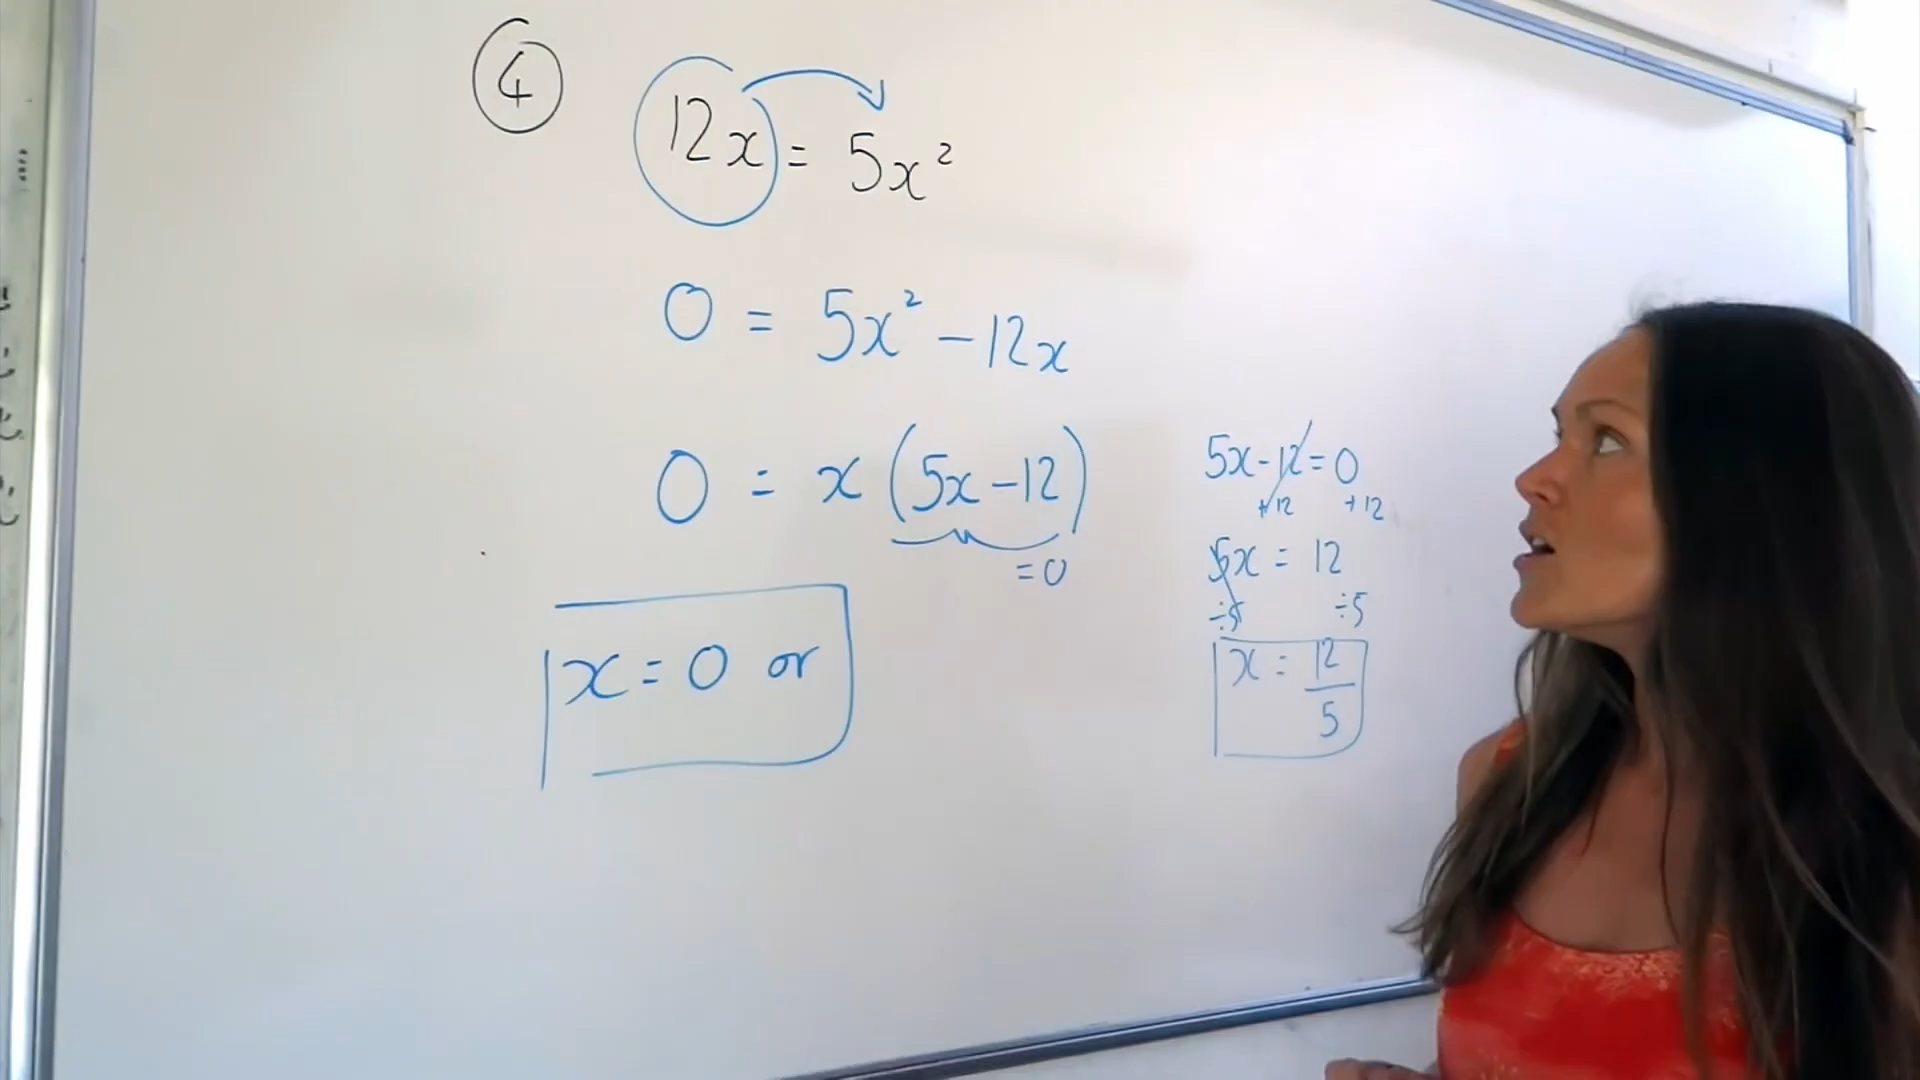 4
12x = 5x²
0 = 5x² - 12x
0 = x (5x - 12)
= 0
x = 0 or
5x - 12 = 0
+12 +12
5x = 12
÷5 ÷5
x = 12/5